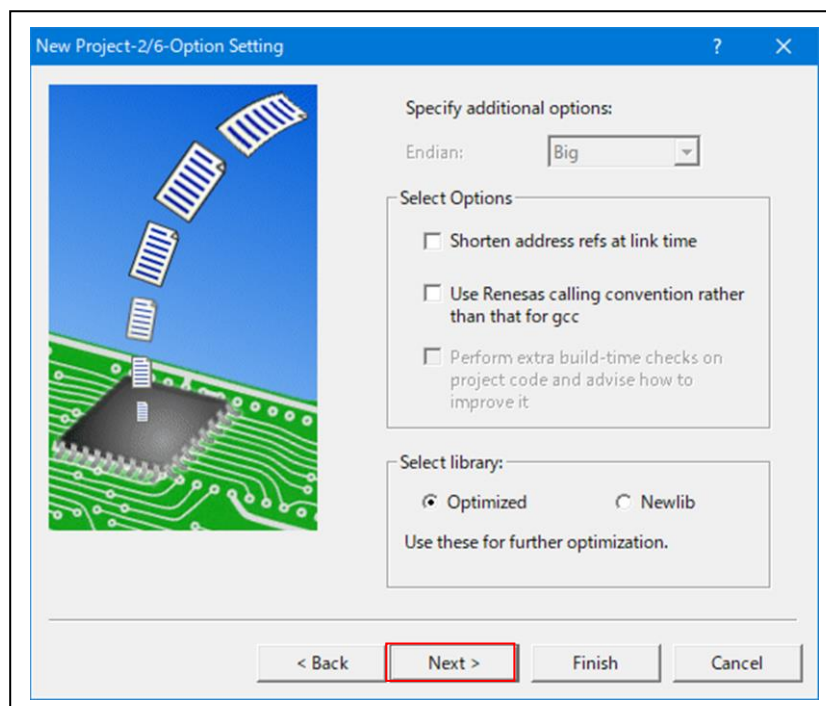 New Project-2/6-Option Setting
Specify additional options:
Endian: Big
Select Options
Shorten address refs at link time
Use Renesas calling convention rather
than that for gcc
Perform extra build-time checks on
project code and advise how to
improve it
Select library:
Optimized Newlib
Use these for further optimization.
< Back Next > Finish Cancel